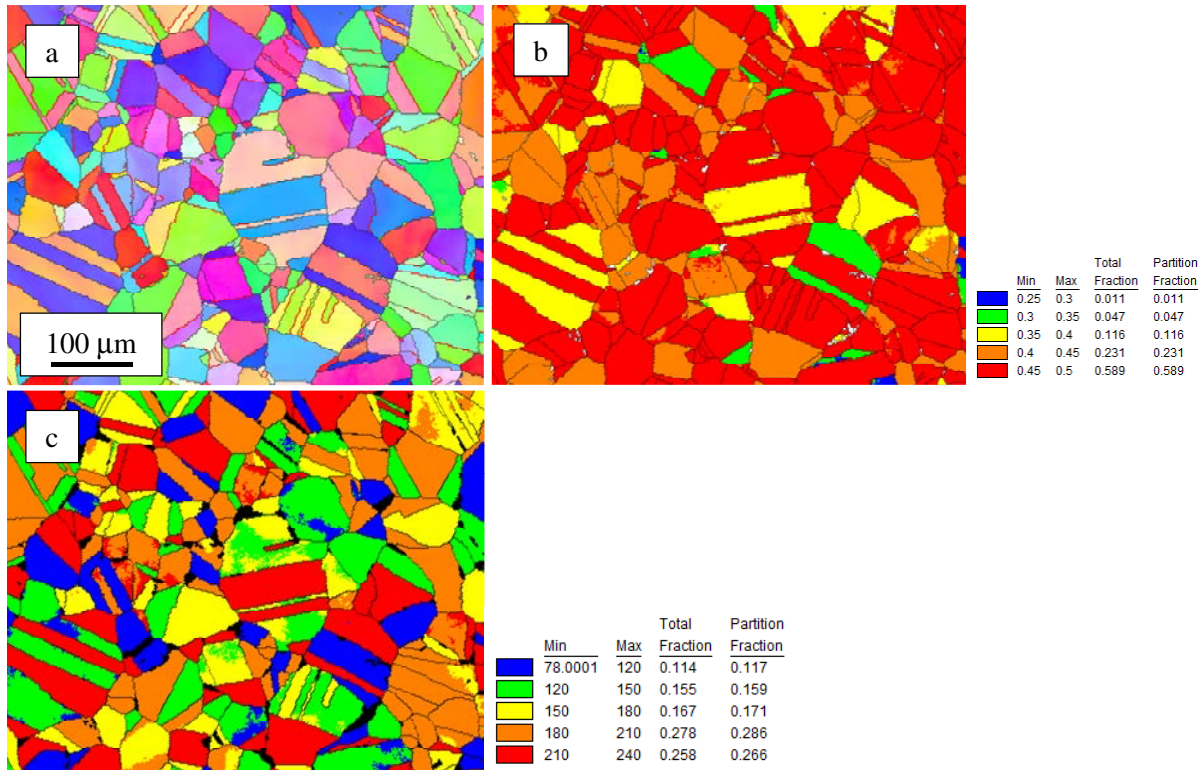 a
b
100 µm
Total Partition
Min Max Fraction Fraction
0.25 0.3 0.011 0.011
0.3 0.35 0.047 0.047
0.35 0.4 0.116 0.116
0.4 0.45 0.231 0.231
0.45 0.5 0.589 0.589
c
Total Partition
Min Max Fraction Fraction
78.0001 120 0.114 0.117
120 150 0.155 0.159
150 180 0.167 0.171
180 210 0.278 0.286
210 240 0.258 0.266